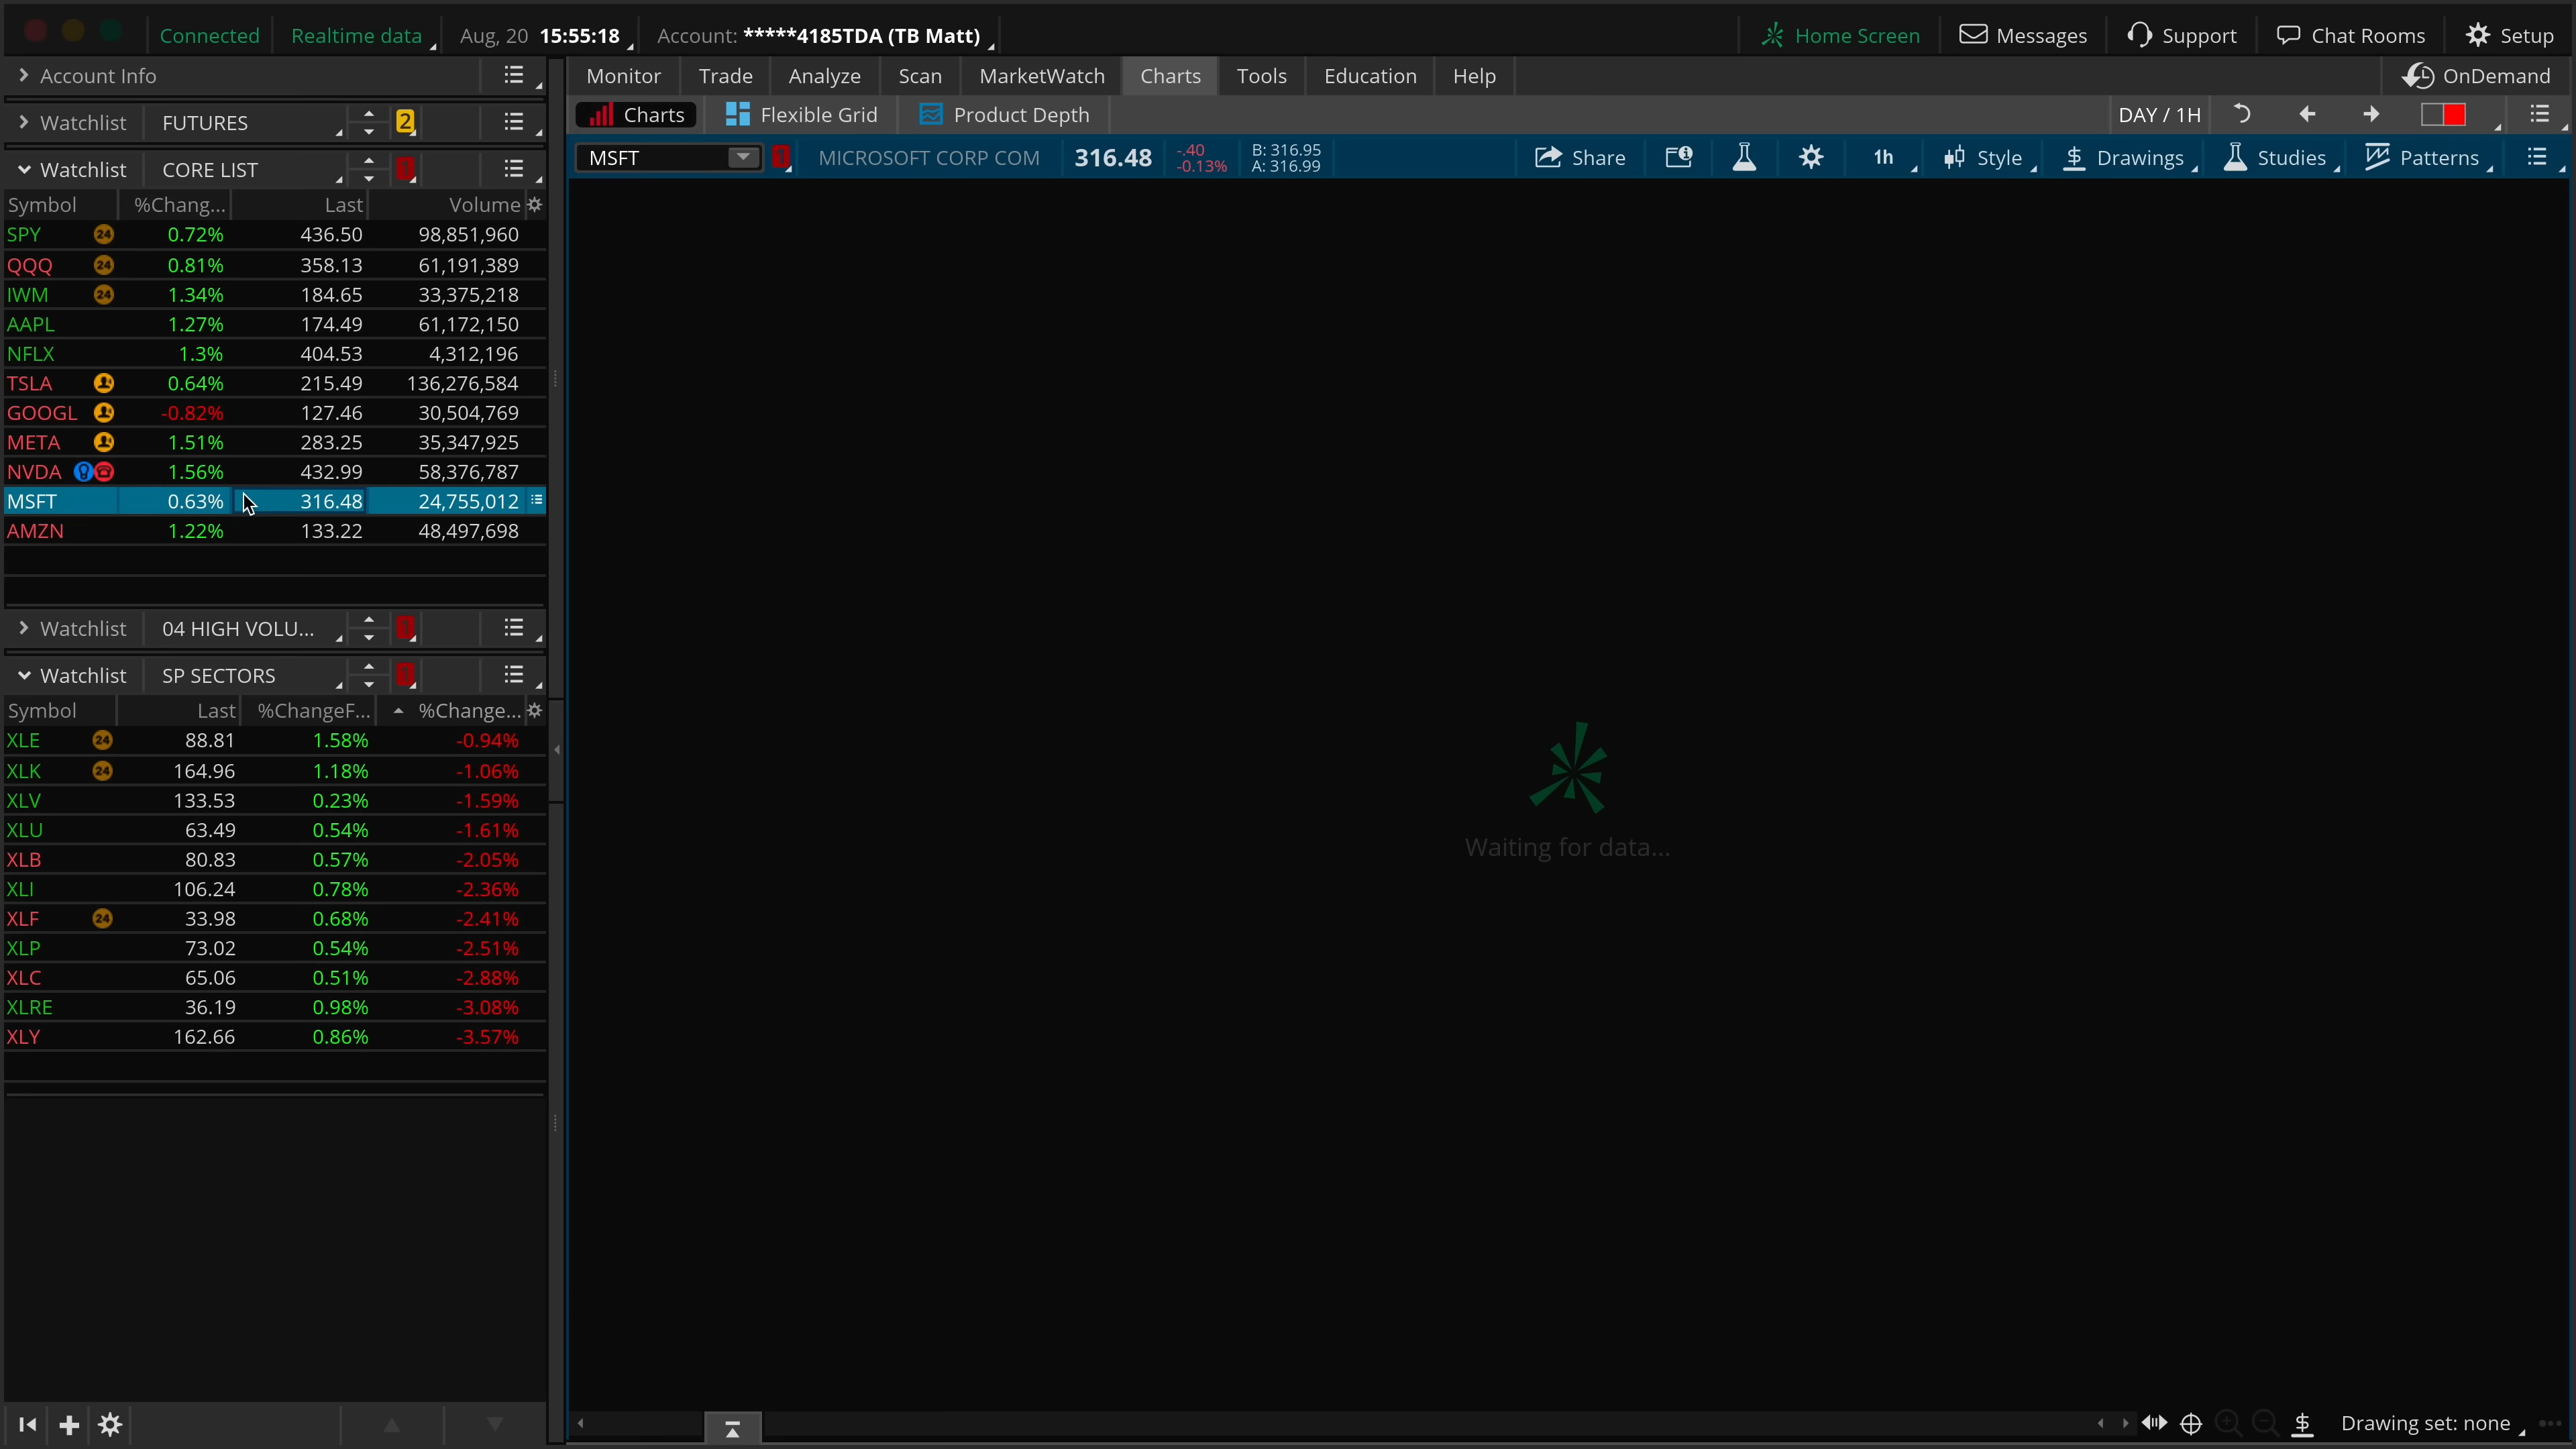 Connected Realtime data Aug, 20 15:55:18 Account: *****4185TDA (TB Matt) Home Screen Messages Support Chat Rooms Setup
Account Info
Monitor Trade Analyze Scan MarketWatch Charts Tools Education Help OnDemand
Watchlist FUTURES 2
Charts Flexible Grid Product Depth DAY / 1H
Watchlist CORE LIST 1
MSFT 1 MICROSOFT CORP COM 316.48 -.40 -0.13% B: 316.95 A: 316.99 Share 1h Style Drawings Studies Patterns
Symbol %Chang... Last Volume
SPY 24 0.72% 436.50 98,851,960
QQQ 24 0.81% 358.13 61,191,389
IWM 24 1.34% 184.65 33,375,218
AAPL 1.27% 174.49 61,172,150
NFLX 1.3% 404.53 4,312,196
TSLA 0.64% 215.49 136,276,584
GOOGL -0.82% 127.46 30,504,769
META 1.51% 283.25 35,347,925
NVDA 1.56% 432.99 58,376,787
MSFT 0.63% 316.48 24,755,012
AMZN 1.22% 133.22 48,497,698
Watchlist 04 HIGH VOLU... 1
Watchlist SP SECTORS 1
Symbol Last %ChangeF... %Change...
XLE 24 88.81 1.58% -0.94%
XLK 24 164.96 1.18% -1.06%
XLV 133.53 0.23% -1.59%
XLU 63.49 0.54% -1.61%
XLB 80.83 0.57% -2.05%
XLI 106.24 0.78% -2.36%
XLF 24 33.98 0.68% -2.41%
XLP 73.02 0.54% -2.51%
XLC 65.06 0.51% -2.88%
XLRE 36.19 0.98% -3.08%
XLY 162.66 0.86% -3.57%
Waiting for data...
Drawing set: none